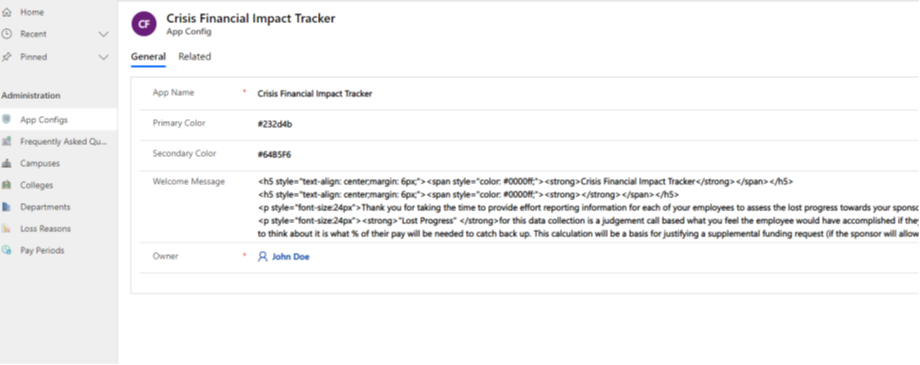 Home
Recent
Pinned
Administration
App Configs
Frequently Asked Qu...
Campuses
Colleges
Departments
Loss Reasons
Pay Periods
CF
Crisis Financial Impact Tracker
App Config
General Related
App Name * Crisis Financial Impact Tracker
Primary Color #232d4b
Secondary Color #64B5F6
Welcome Message <h5 style="text-align: center;margin: 6px;"><span style="color: #0000ff;"><strong>Crisis Financial Impact Tracker</strong></span></h5>
<h5 style="text-align: center;margin: 6px;"><span style="color: #0000ff;"><strong></strong></span></h5>
<p style="font-size:24px">Thank you for taking the time to provide effort reporting information for each of your employees to assess the lost progress towards your sponso
<p style="font-size:24px"><strong>"Lost Progress" </strong>for this data collection is a judgement call based what you feel the employee would have accomplished if the
to think about it is what % of their pay will be needed to catch back up. This calculation will be a basis for justifying a supplemental funding request (if the sponsor will allow
Owner * John Doe